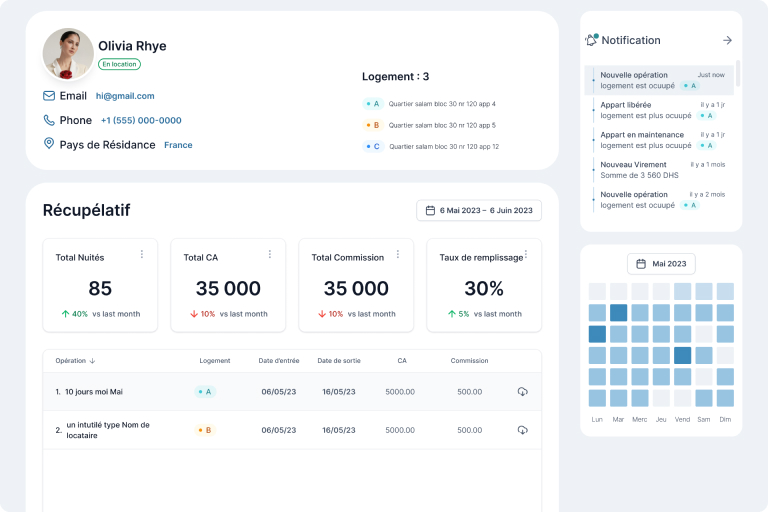 Olivia Rhye
En location
Email hi@gmail.com
Phone +1 (555) 000-0000
Pays de Résidance France
Logement : 3
A Quartier salam bloc 30 nr 120 app 4
B Quartier salam bloc 30 nr 120 app 5
C Quartier salam bloc 30 nr 120 app 12
Notification
Nouvelle opération Just now
logement est ocuupé A
Appart libérée il y a 1 jr
logement est plus ocuupé A
Appart en maintenance il y a 1 jr
logement est plus ocuupé A
Nouveau Virement il y a 1 mois
Somme de 3 560 DHS
Nouvelle opération il y a 2 mois
logement est ocuupé A
Récupélatif
6 Mai 2023 – 6 Juin 2023
Total Nuités
85
40% vs last month
Total CA
35 000
10% vs last month
Total Commission
35 000
10% vs last month
Taux de remplissage
30%
5% vs last month
Opération Logement Date d'entrée Date de sortie CA Commission
1. 10 jours moi Mai A 06/05/23 16/05/23 5000.00 500.00
2. un intutilé type Nom de
locataire B 06/05/23 16/05/23 5000.00 500.00
Mai 2023
Lun Mar Merc Jeu Vend Sam Dim